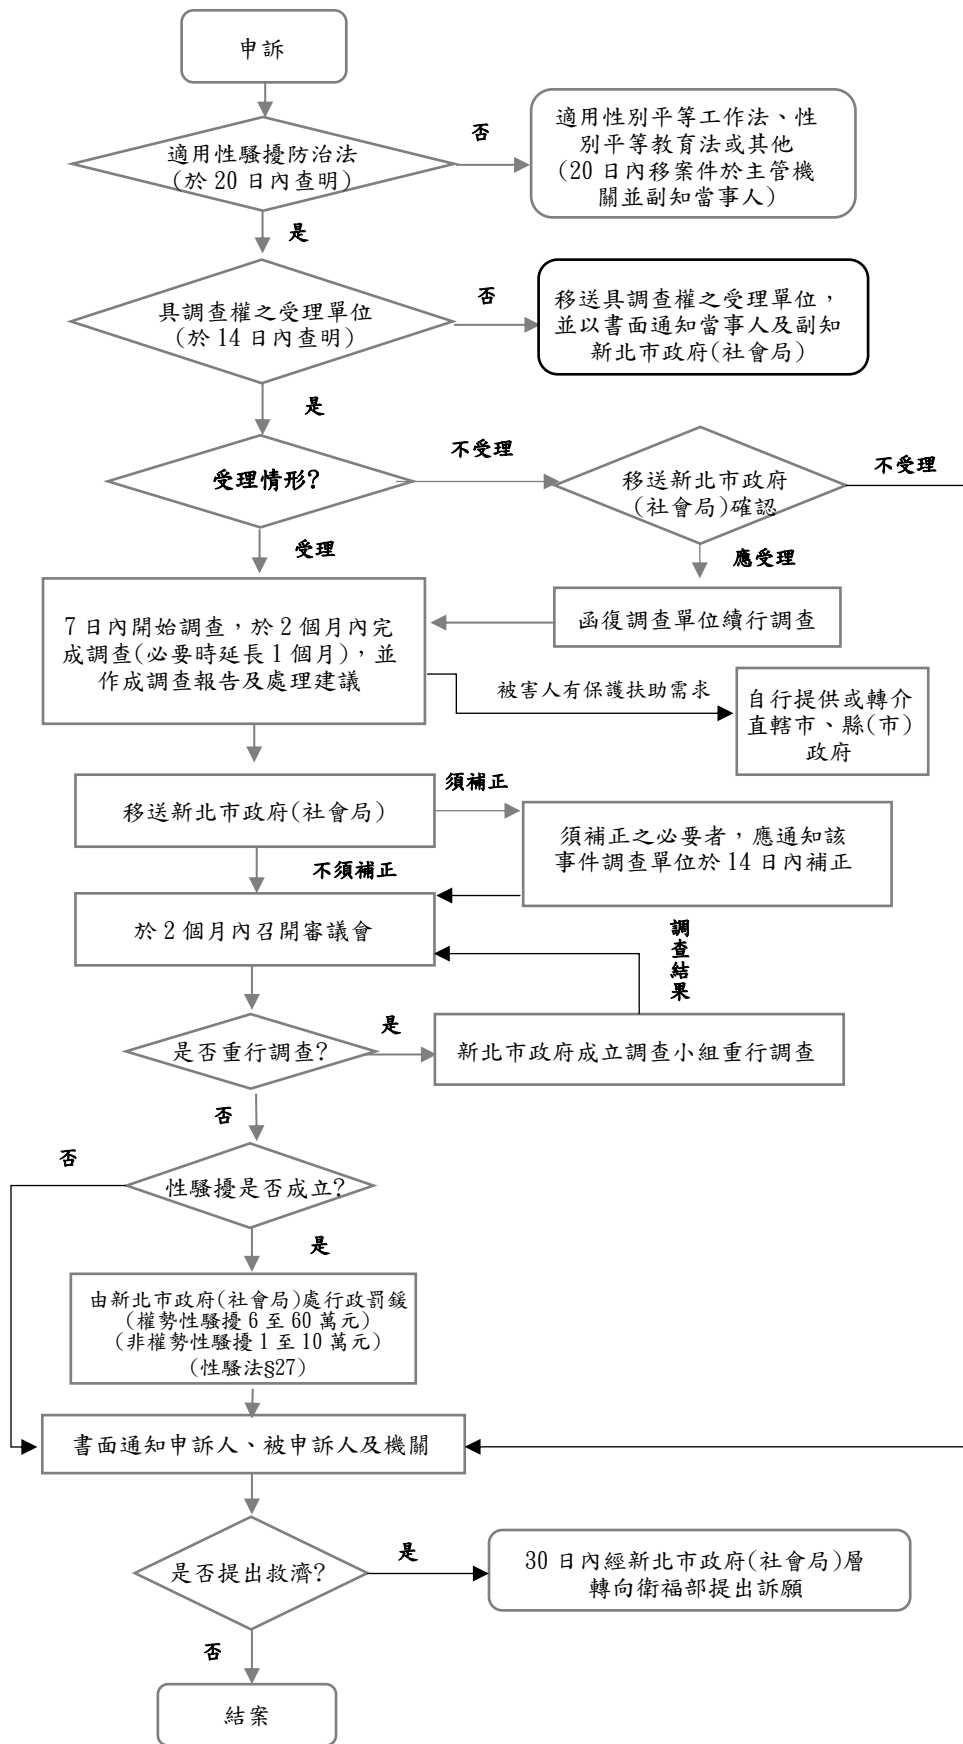 申訴
適用性騷擾防治法
(於 20 日內查明)
否
適用性別平等工作法、性
別平等教育法或其他
(20 日內移案件於主管機
關並副知當事人)
是
具調查權之受理單位
(於 14 日內查明)
否
移送具調查權之受理單位，
並以書面通知當事人及副知
新北市政府(社會局)
是
受理情形?
不受理
移送新北市政府
(社會局)確認
不受理
受理
應受理
函復調查單位續行調查
7 日內開始調查，於 2 個月內完
成調查(必要時延長 1 個月)，並
作成調查報告及處理建議
被害人有保護扶助需求
自行提供或轉介
直轄市、縣(市)
政府
移送新北市政府(社會局)
須補正
須補正之必要者，應通知該
事件調查單位於 14 日內補正
不須補正
於 2 個月內召開審議會
調
查
結
果
是否重行調查?
是
新北市政府成立調查小組重行調查
否
否
性騷擾是否成立?
是
由新北市政府(社會局)處行政罰鍰
(權勢性騷擾 6 至 60 萬元)
(非權勢性騷擾 1 至 10 萬元)
(性騷法§27)
書面通知申訴人、被申訴人及機關
是否提出救濟?
是
30 日內經新北市政府(社會局)層
轉向衛福部提出訴願
否
結案